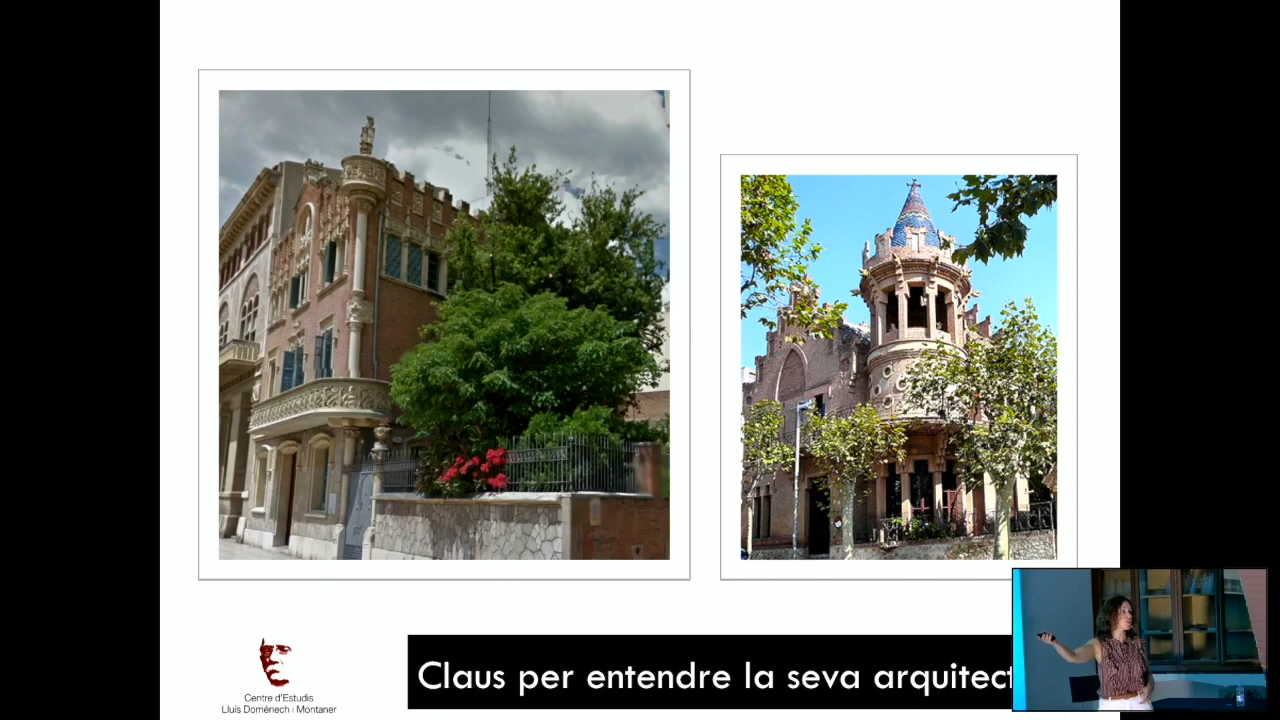 Claus per entendre la seva arquitect
Centre d'Estudis
Lluís Domènech i Montaner